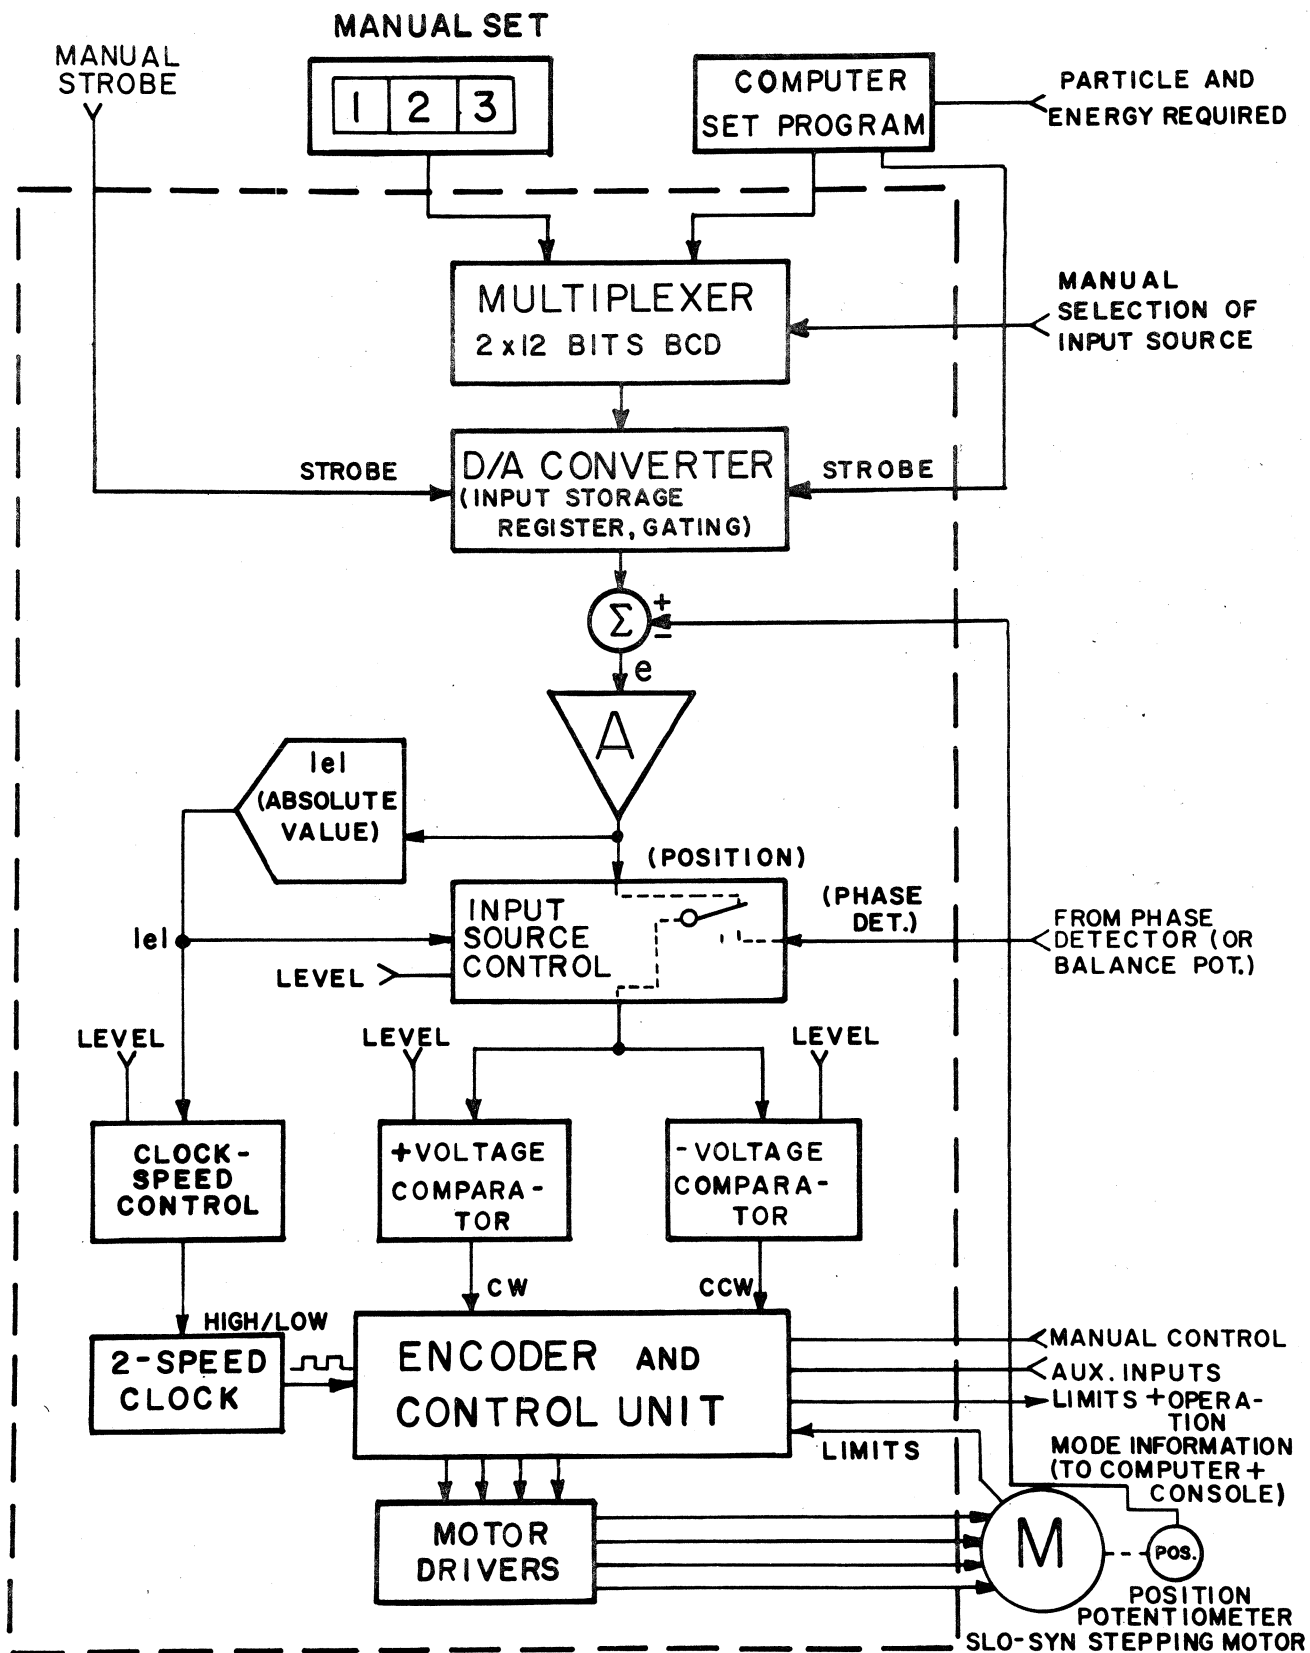 MANUAL SET
MANUAL
STROBE
1 2 3
COMPUTER
SET PROGRAM
PARTICLE AND
ENERGY REQUIRED
MULTIPLEXER
2 x 12 BITS BCD
MANUAL
SELECTION OF
INPUT SOURCE
STROBE
D/A CONVERTER
(INPUT STORAGE
REGISTER, GATING)
STROBE
Σ
+
−
e
A
|e|
(ABSOLUTE
VALUE)
(POSITION)
INPUT
SOURCE
CONTROL
(PHASE
DET.)
FROM PHASE
DETECTOR (OR
BALANCE POT.)
|e|
LEVEL
LEVEL
LEVEL
LEVEL
CLOCK-
SPEED
CONTROL
+VOLTAGE
COMPARA-
TOR
-VOLTAGE
COMPARA-
TOR
CW
CCW
HIGH/LOW
2-SPEED
CLOCK
ENCODER AND
CONTROL UNIT
MANUAL CONTROL
AUX. INPUTS
LIMITS + OPERA-
TION
MODE INFORMATION
(TO COMPUTER +
CONSOLE)
LIMITS
MOTOR
DRIVERS
M
POS.
POSITION
POTENTIOMETER
SLO-SYN STEPPING MOTOR